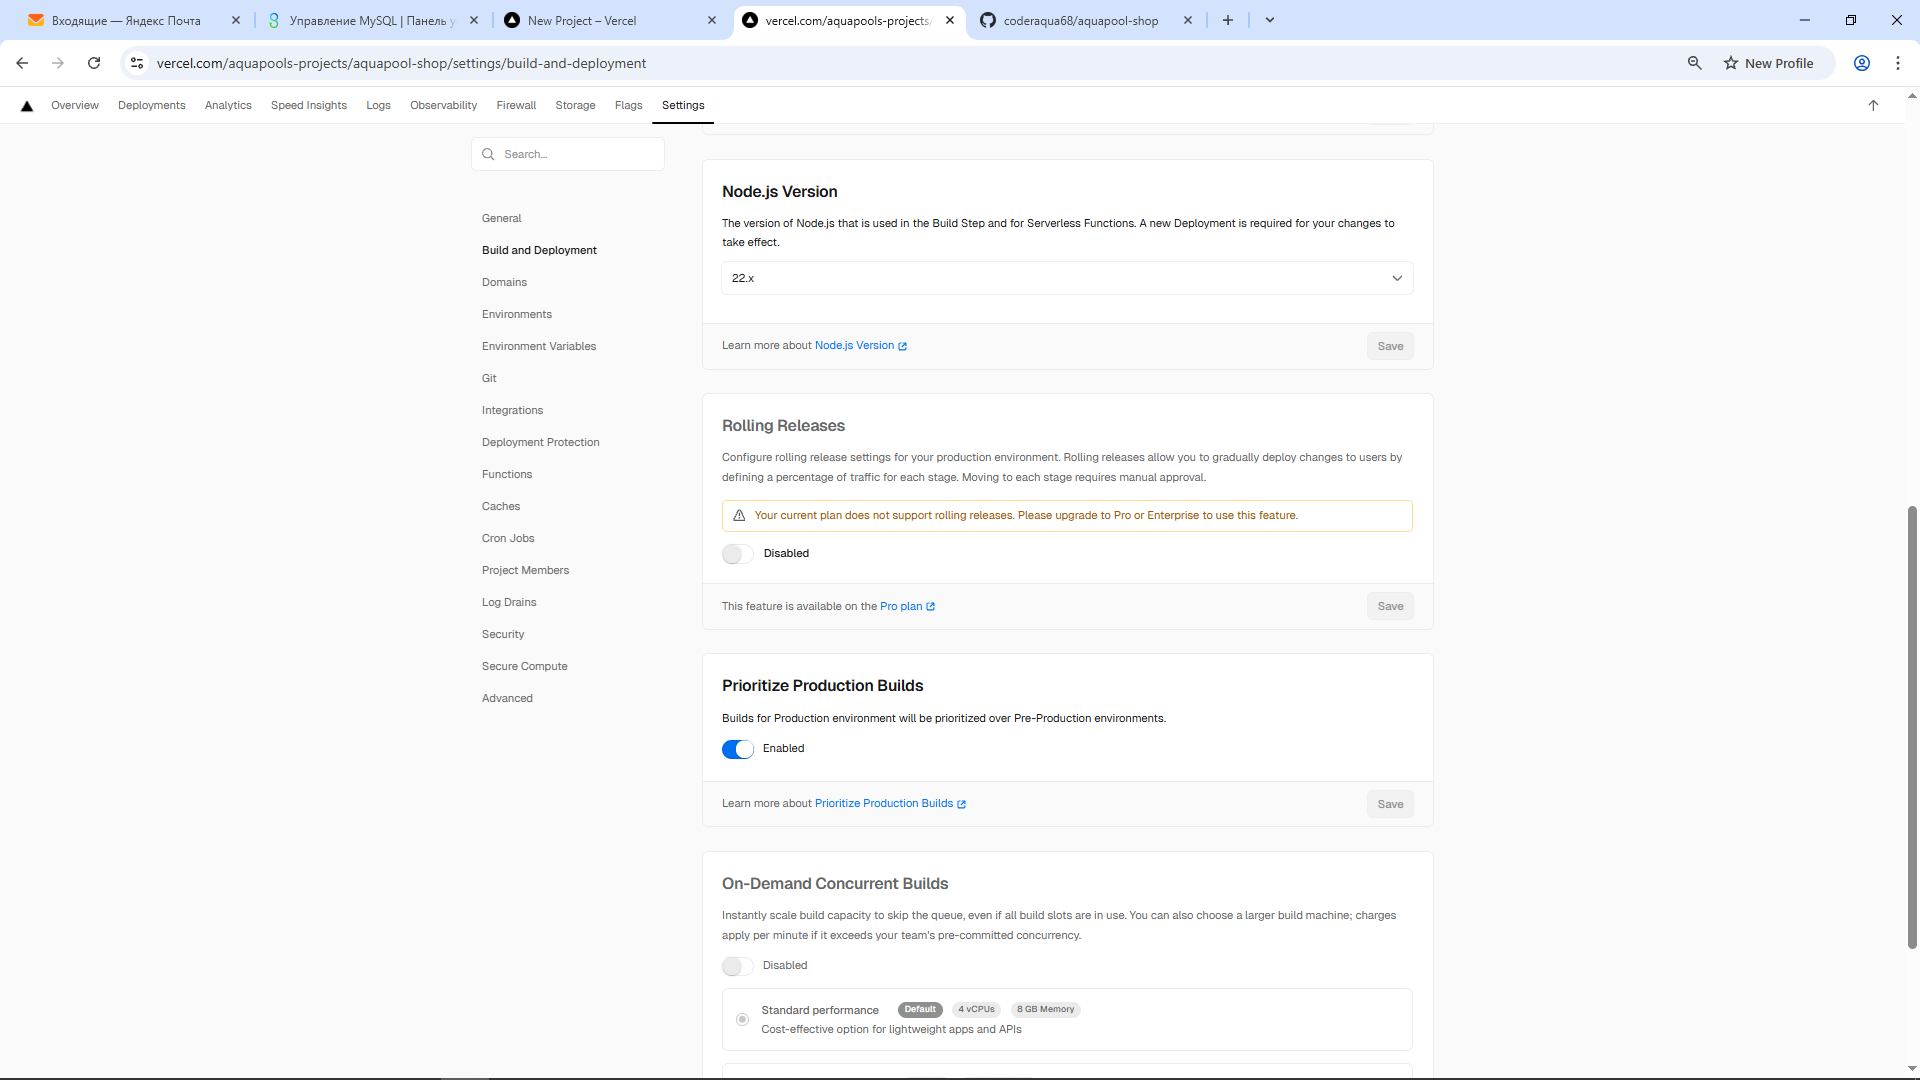 Входящие — Яндекс Почта
Управление MySQL | Панель у
New Project – Vercel
vercel.com/aquapools-projects/
coderaqua68/aquapool-shop
vercel.com/aquapools-projects/aquapool-shop/settings/build-and-deployment
New Profile
Overview
Deployments
Analytics
Speed Insights
Logs
Observability
Firewall
Storage
Flags
Settings
Search...
General
Build and Deployment
Domains
Environments
Environment Variables
Git
Integrations
Deployment Protection
Functions
Caches
Cron Jobs
Project Members
Log Drains
Security
Secure Compute
Advanced
Node.js Version
The version of Node.js that is used in the Build Step and for Serverless Functions. A new Deployment is required for your changes to
take effect.
22.x
Learn more about Node.js Version
Save
Rolling Releases
Configure rolling release settings for your production environment. Rolling releases allow you to gradually deploy changes to users by
defining a percentage of traffic for each stage. Moving to each stage requires manual approval.
Your current plan does not support rolling releases. Please upgrade to Pro or Enterprise to use this feature.
Disabled
This feature is available on the Pro plan
Save
Prioritize Production Builds
Builds for Production environment will be prioritized over Pre-Production environments.
Enabled
Learn more about Prioritize Production Builds
Save
On-Demand Concurrent Builds
Instantly scale build capacity to skip the queue, even if all build slots are in use. You can also choose a larger build machine; charges
apply per minute if it exceeds your team's pre-committed concurrency.
Disabled
Standard performance Default 4 vCPUs 8 GB Memory
Cost-effective option for lightweight apps and APIs